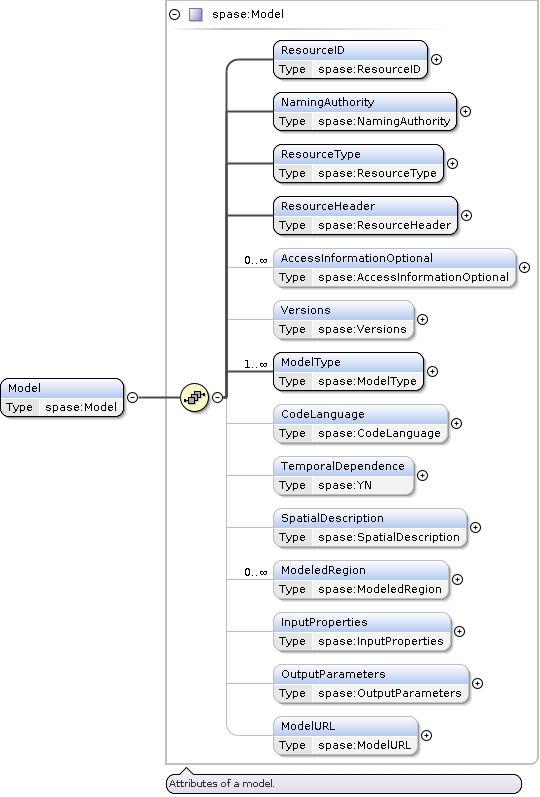 spase:Model
ResourceID
Type spase:ResourceID
NamingAuthority
Type spase:NamingAuthority
ResourceType
Type spase:ResourceType
ResourceHeader
Type spase:ResourceHeader
0..∞ AccessInformationOptional
Type spase:AccessInformationOptional
Versions
Type spase:Versions
1..∞ ModelType
Type spase:ModelType
Model
Type spase:Model
CodeLanguage
Type spase:CodeLanguage
TemporalDependence
Type spase:YN
SpatialDescription
Type spase:SpatialDescription
0..∞ ModeledRegion
Type spase:ModeledRegion
InputProperties
Type spase:InputProperties
OutputParameters
Type spase:OutputParameters
ModelURL
Type spase:ModelURL
Attributes of a model.